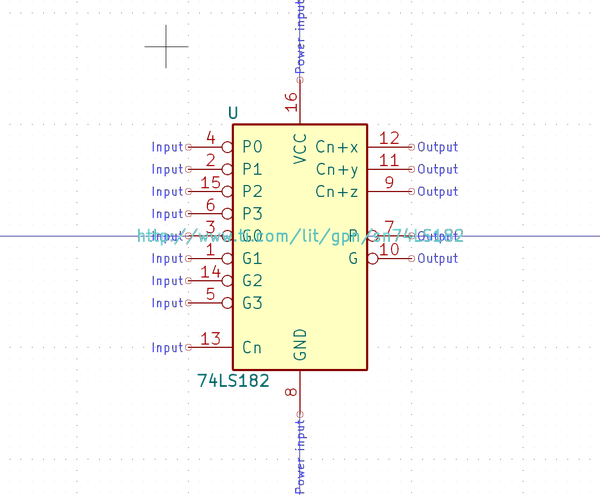 Power input
16
U
VCC
Input 4 P0 Cn+x 12 Output
Input 2 P1 Cn+y 11 Output
Input 15 P2 Cn+z 9 Output
Input 6 P3
Input 3 G0 P 7 Output
http://www.ti.com/lit/gpn/sn74LS182
Input 1 G1 G 10 Output
Input 14 G2
Input 5 G3
Input 13 Cn
GND
74LS182
8
Power input